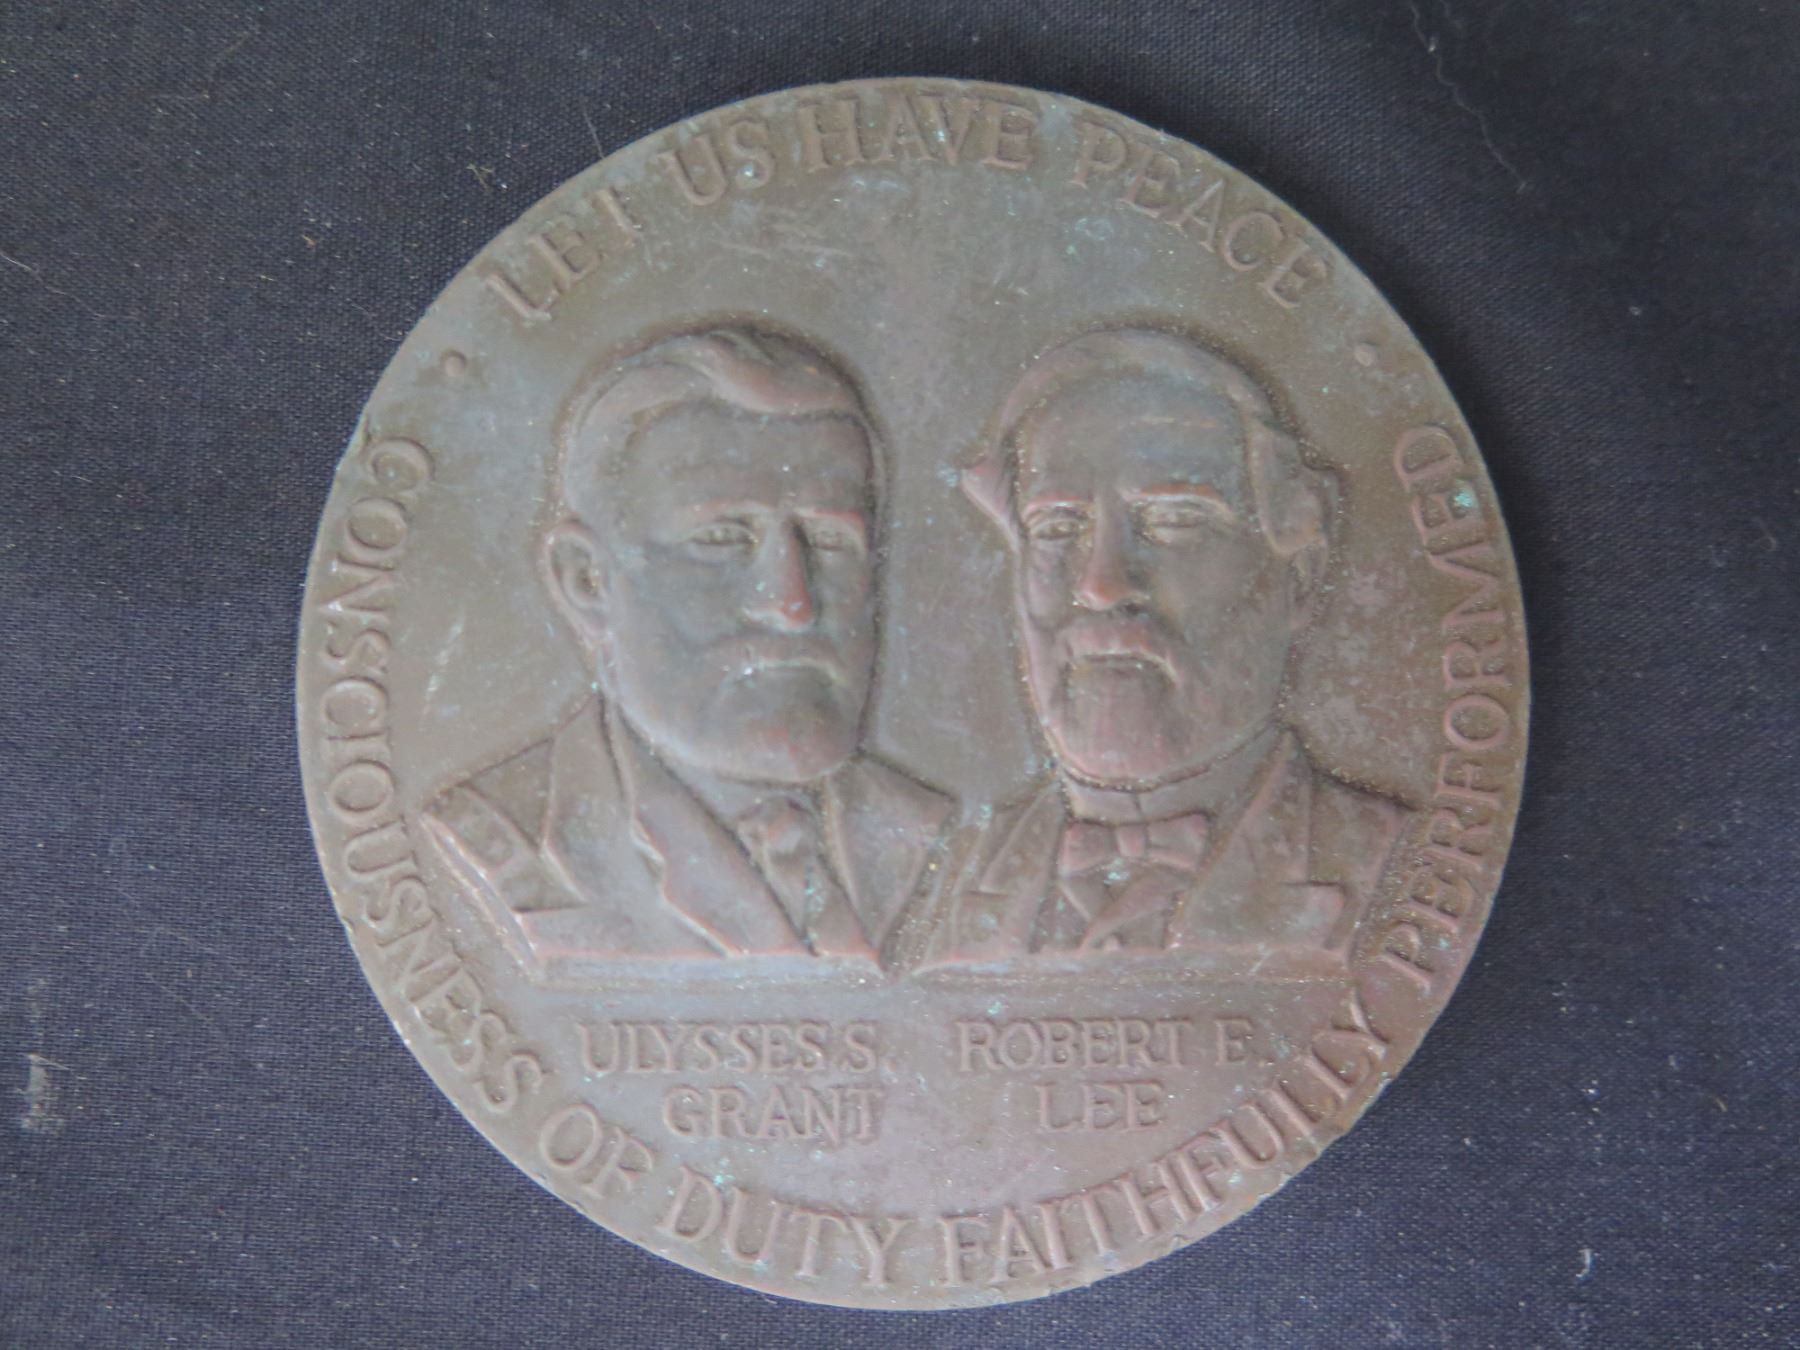 LET US HAVE PEACE
• CONSCIOUSNESS OF DUTY FAITHFULLY PERFORMED •
ULYSSES S.
GRANT
ROBERT E.
LEE